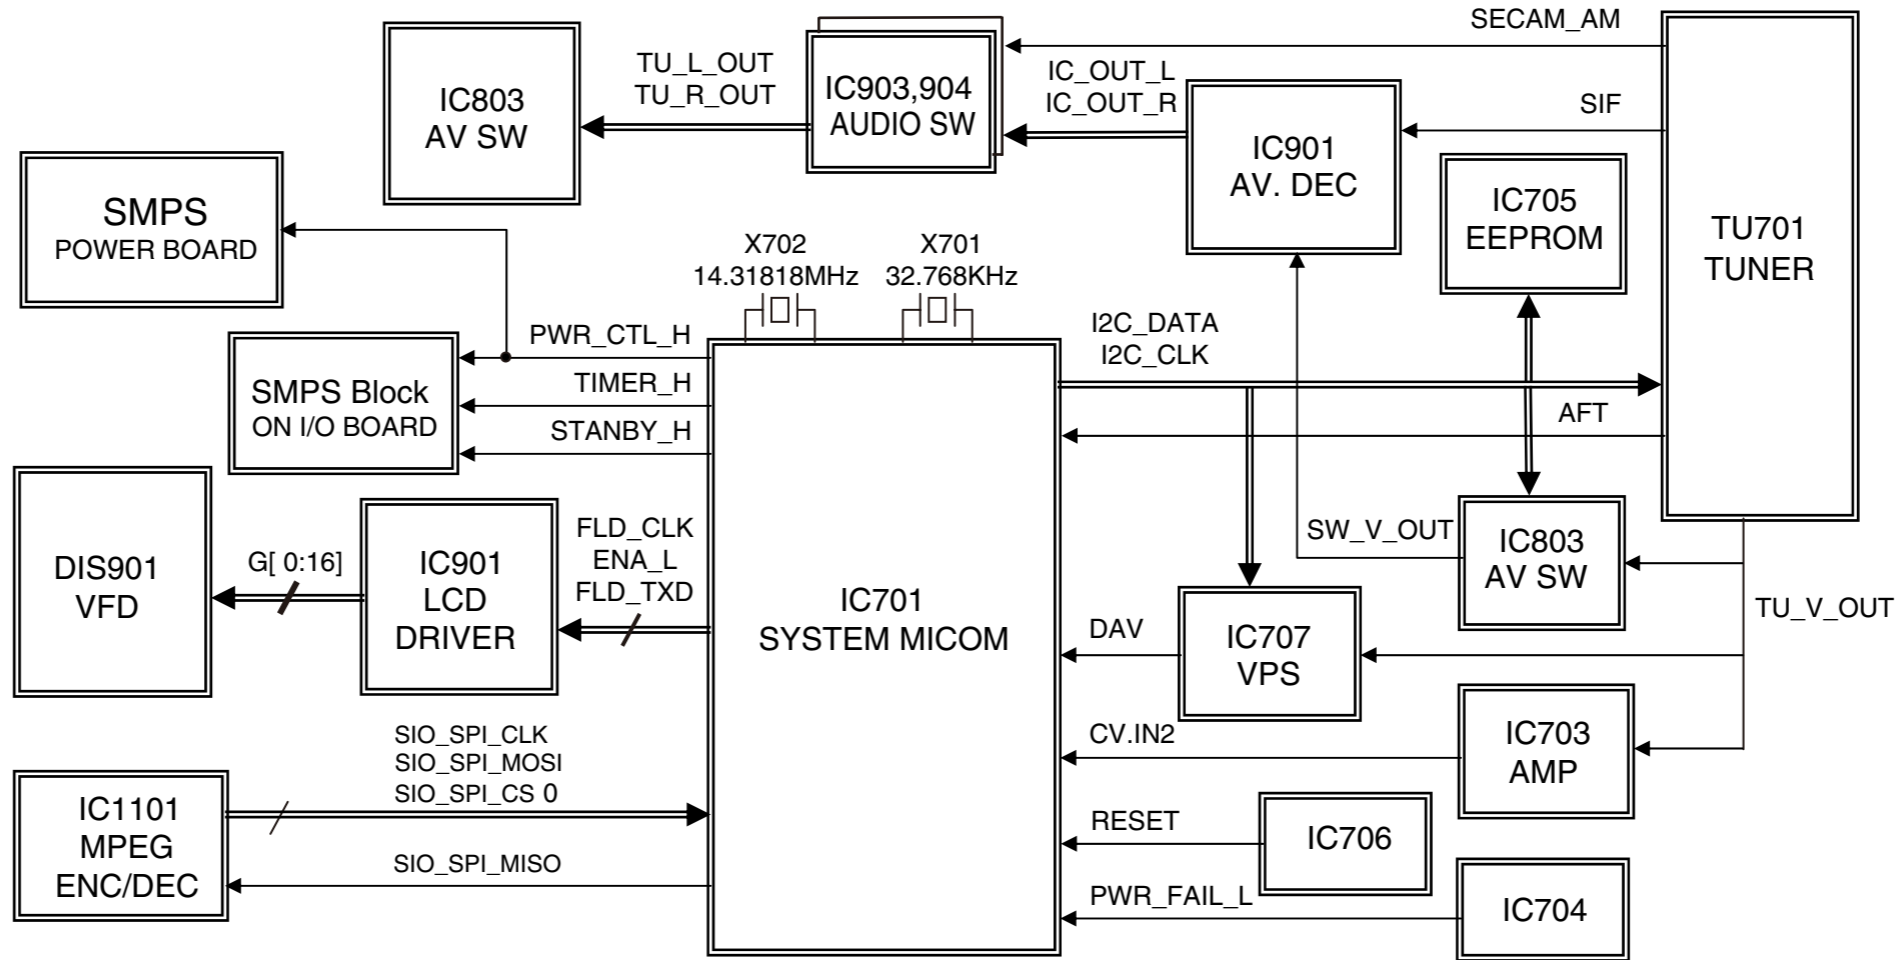 SECAM_AM
TU_L_OUT
TU_R_OUT
IC_OUT_L
IC_OUT_R
SIF
IC803
AV SW
IC903,904
AUDIO SW
IC901
AV. DEC
IC705
EEPROM
TU701
TUNER
SMPS
POWER BOARD
X702
14.31818MHz
X701
32.768KHz
I2C_DATA
I2C_CLK
PWR_CTL_H
TIMER_H
STANBY_H
SMPS Block
ON I/O BOARD
AFT
SW_V_OUT
IC803
AV SW
TU_V_OUT
DIS901
VFD
G[ 0:16]
IC901
LCD
DRIVER
FLD_CLK
ENA_L
FLD_TXD
IC701
SYSTEM MICOM
DAV
IC707
VPS
CV.IN2
IC703
AMP
SIO_SPI_CLK
SIO_SPI_MOSI
SIO_SPI_CS 0
SIO_SPI_MISO
IC1101
MPEG
ENC/DEC
RESET
IC706
PWR_FAIL_L
IC704